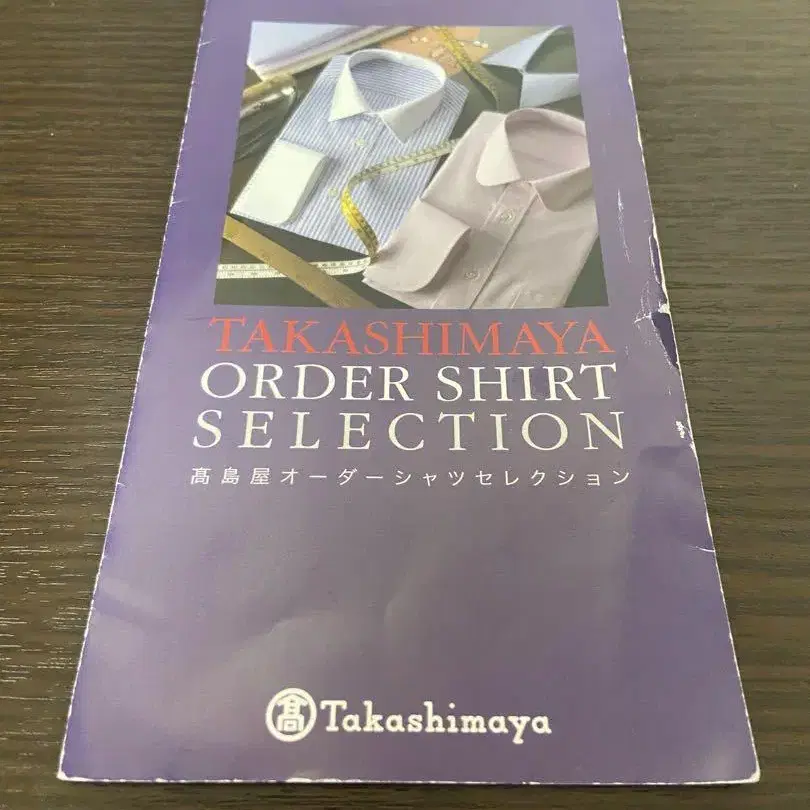 TAKASHIMAYA
ORDER SHIRT
SELECTION
髙島屋オーダーシャツセレクション
髙 Takashimaya